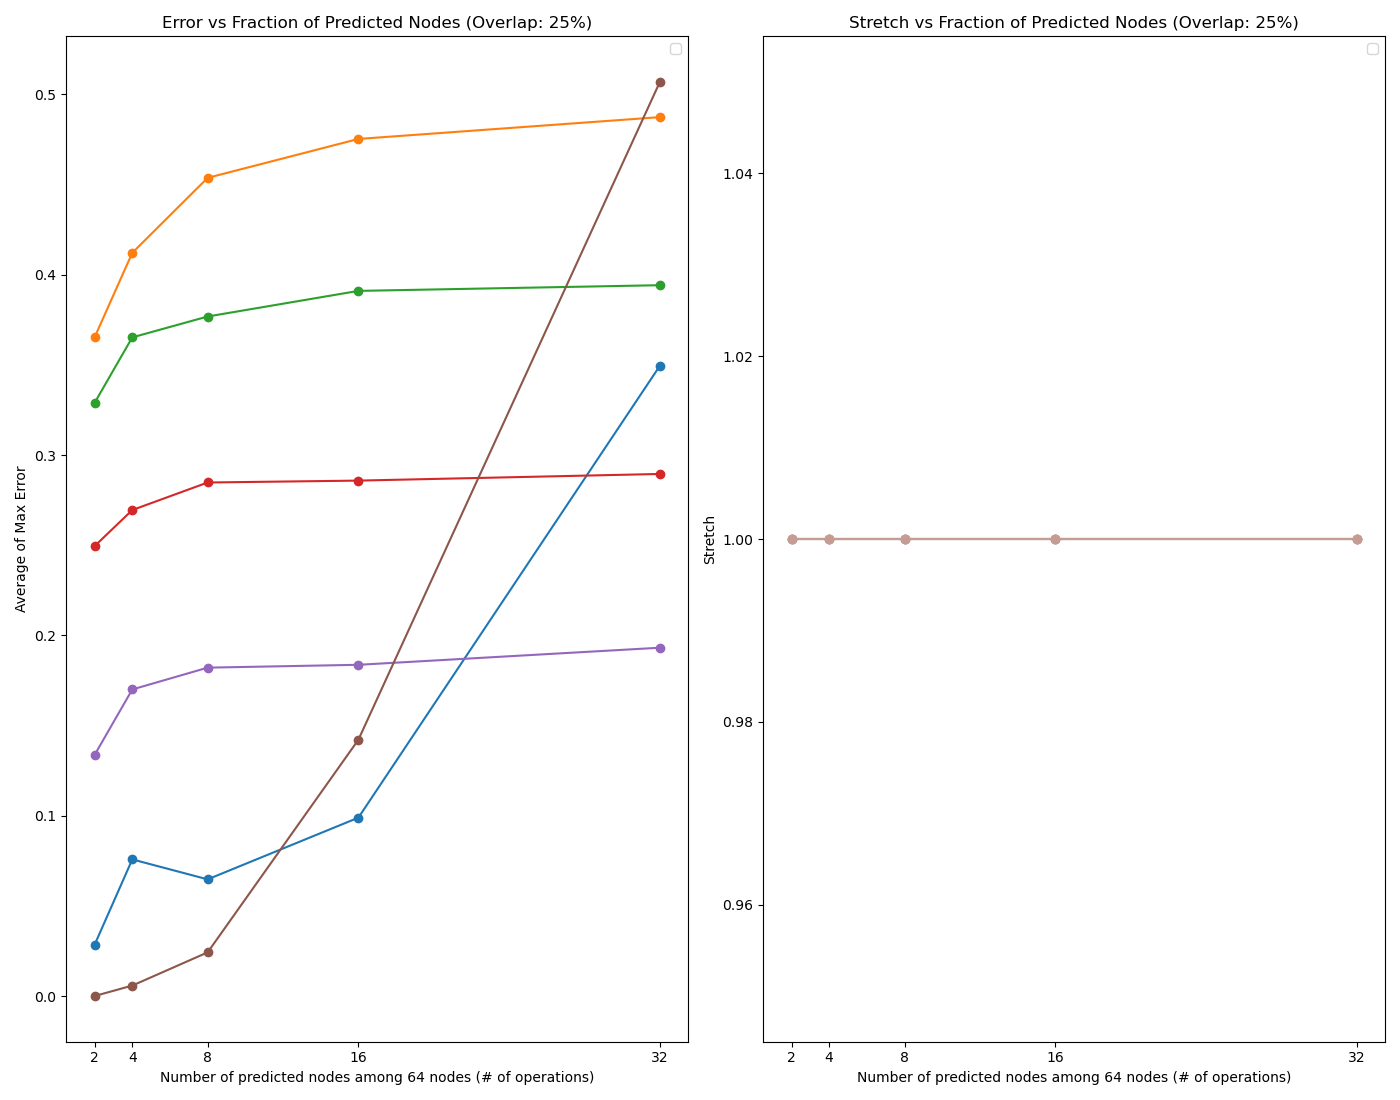 Error vs Fraction of Predicted Nodes (Overlap: 25%)
0.5
0.4
0.3
0.2
0.1
0.0
Average of Max Error
2 4 8 16 32
Number of predicted nodes among 64 nodes (# of operations)
Stretch vs Fraction of Predicted Nodes (Overlap: 25%)
1.04
1.02
1.00
0.98
0.96
Stretch
2 4 8 16 32
Number of predicted nodes among 64 nodes (# of operations)